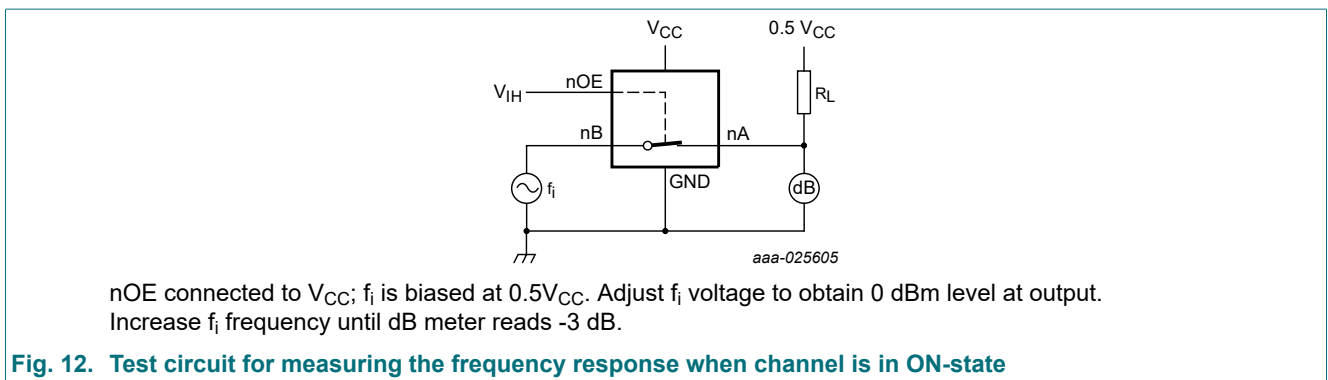 VCC
0.5 VCC
VIH
nOE
RL
nB
nA
fi
GND
dB
aaa-025605
nOE connected to VCC; fi is biased at 0.5VCC. Adjust fi voltage to obtain 0 dBm level at output.
Increase fi frequency until dB meter reads -3 dB.
Fig. 12. Test circuit for measuring the frequency response when channel is in ON-state